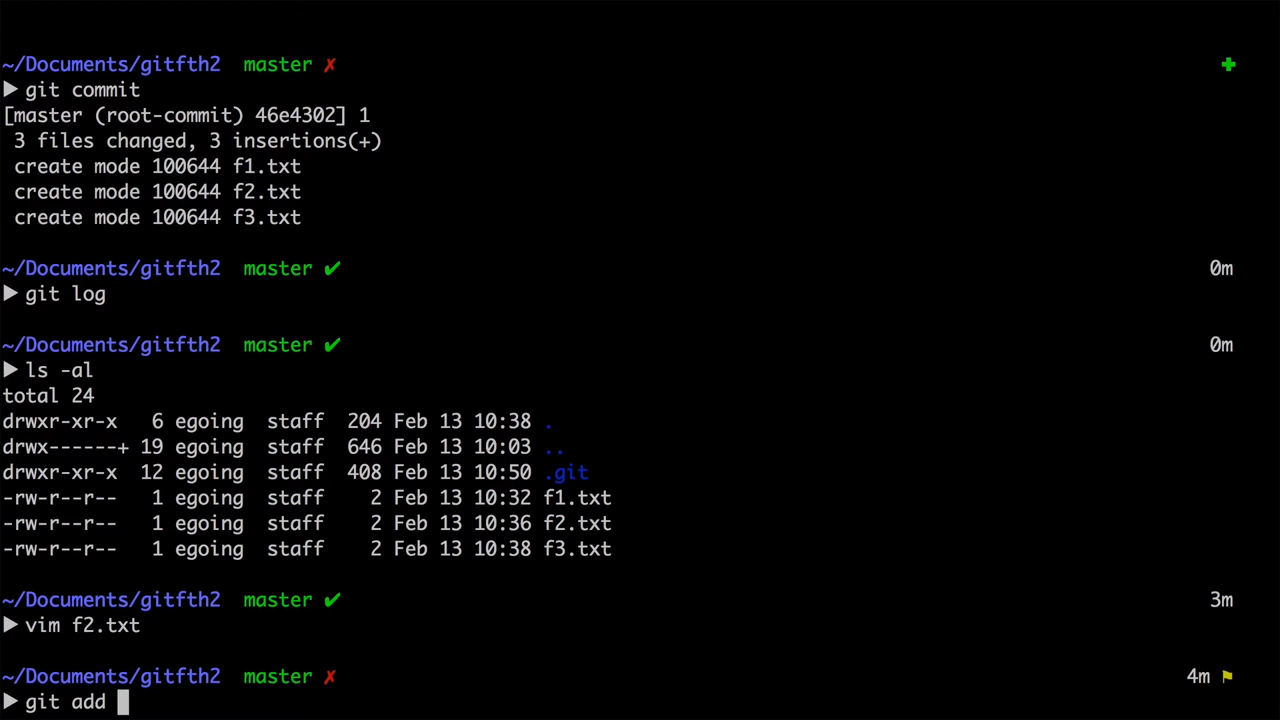 ~/Documents/gitfth2  master ✗ ✚
▶ git commit
[master (root-commit) 46e4302] 1
 3 files changed, 3 insertions(+)
 create mode 100644 f1.txt
 create mode 100644 f2.txt
 create mode 100644 f3.txt
~/Documents/gitfth2  master ✔ 0m
▶ git log
~/Documents/gitfth2  master ✔ 0m
▶ ls -al
total 24
drwxr-xr-x   6 egoing  staff  204 Feb 13 10:38 .
drwx------+ 19 egoing  staff  646 Feb 13 10:03 ..
drwxr-xr-x  12 egoing  staff  408 Feb 13 10:50 .git
-rw-r--r--   1 egoing  staff    2 Feb 13 10:32 f1.txt
-rw-r--r--   1 egoing  staff    2 Feb 13 10:36 f2.txt
-rw-r--r--   1 egoing  staff    2 Feb 13 10:38 f3.txt
~/Documents/gitfth2  master ✔ 3m
▶ vim f2.txt
~/Documents/gitfth2  master ✗ 4m ⚑
▶ git add